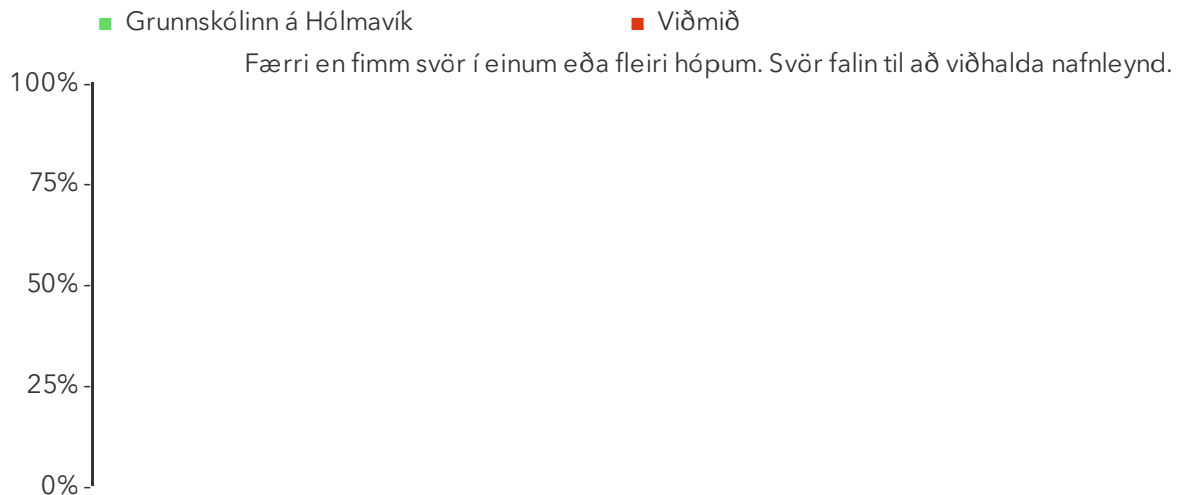 Grunnskólinn á Hólmavík Viðmið
Færri en fimm svör í einum eða fleiri hópum. Svör falin til að viðhalda nafnleynd.
100%
75%
50%
25%
0%